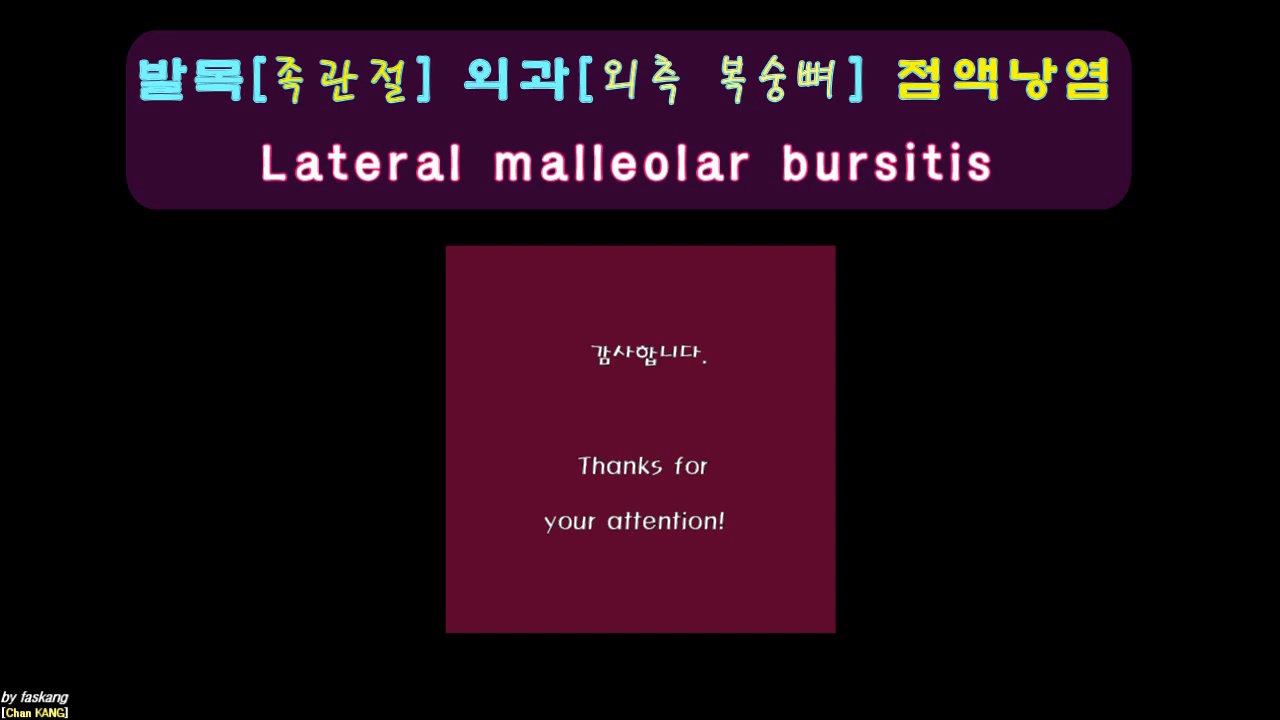 발목[족관절] 외과[외측 복숭뼈] 점액낭염
Lateral malleolar bursitis
감사합니다.
Thanks for
your attention!
by faskang
[Chan KANG]